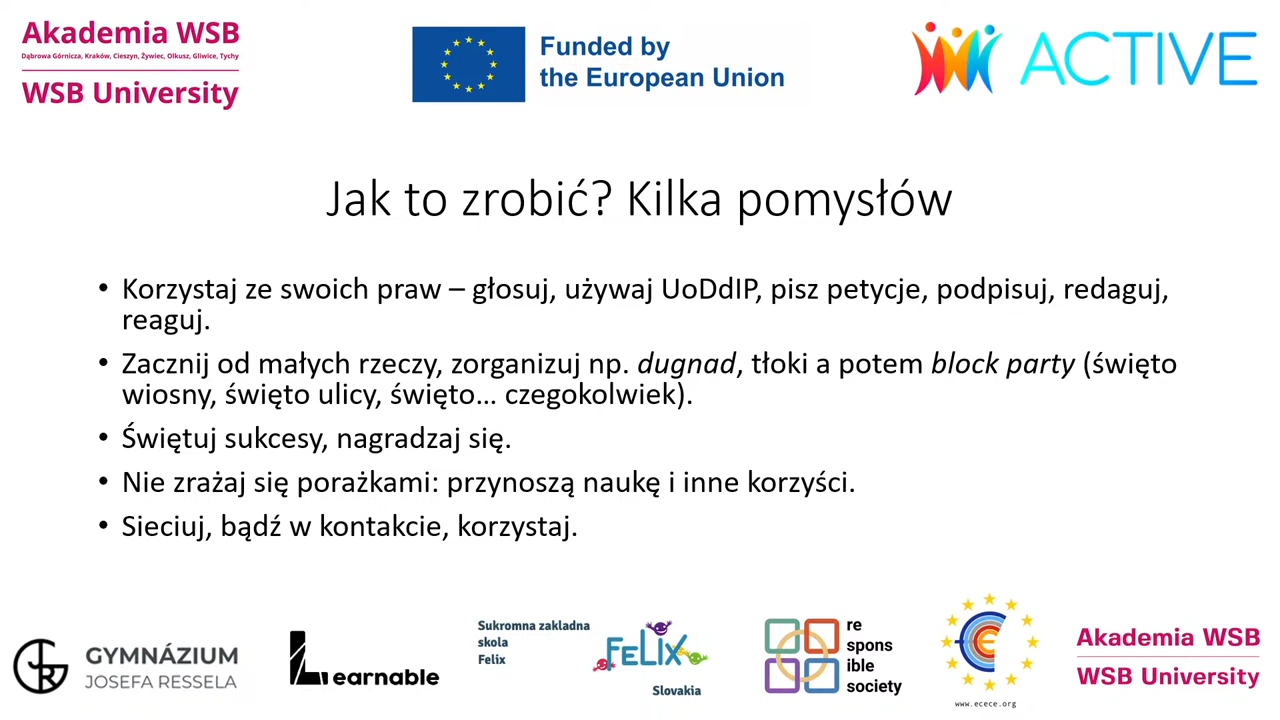 Akademia WSB
Dąbrowa Górnicza, Kraków, Cieszyn, Żywiec, Olkusz, Gliwice, Tychy
WSB University
Funded by
the European Union
ACTIVE
Jak to zrobić? Kilka pomysłów
• Korzystaj ze swoich praw – głosuj, używaj UoDdIP, pisz petycje, podpisuj, redaguj,
reaguj.
• Zacznij od małych rzeczy, zorganizuj np. dugnad, tłoki a potem block party (święto
wiosny, święto ulicy, święto... czegokolwiek).
• Świętuj sukcesy, nagradzaj się.
• Nie zrażaj się porażkami: przynoszą naukę i inne korzyści.
• Sieciuj, bądź w kontakcie, korzystaj.
GYMNÁZIUM
JOSEFA RESSELA
Learnable
Sukromna zakladna
skola
Felix
FELIX
Slovakia
re
spons
ible
society
www.ecece.org
Akademia WSB
WSB University